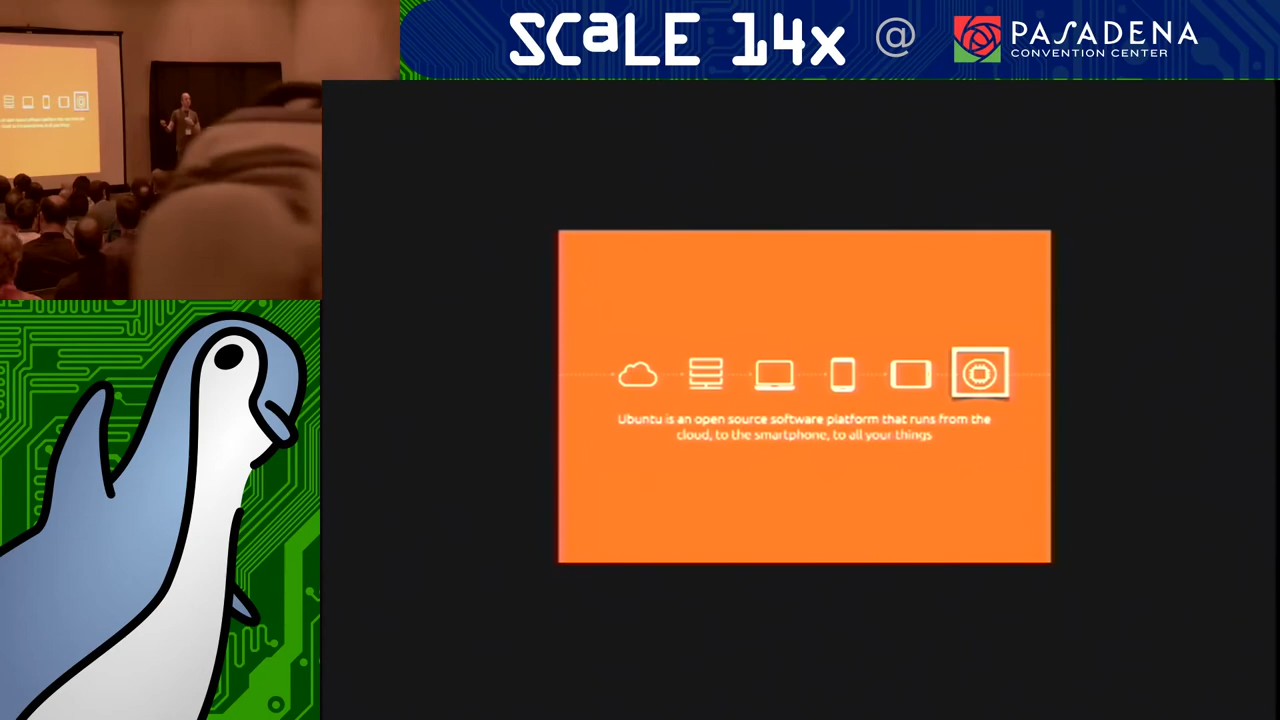 SCALE 14x @ PASADENA
CONVENTION CENTER
Ubuntu is an open source software platform that runs from the
cloud, to the smartphone, to all your things